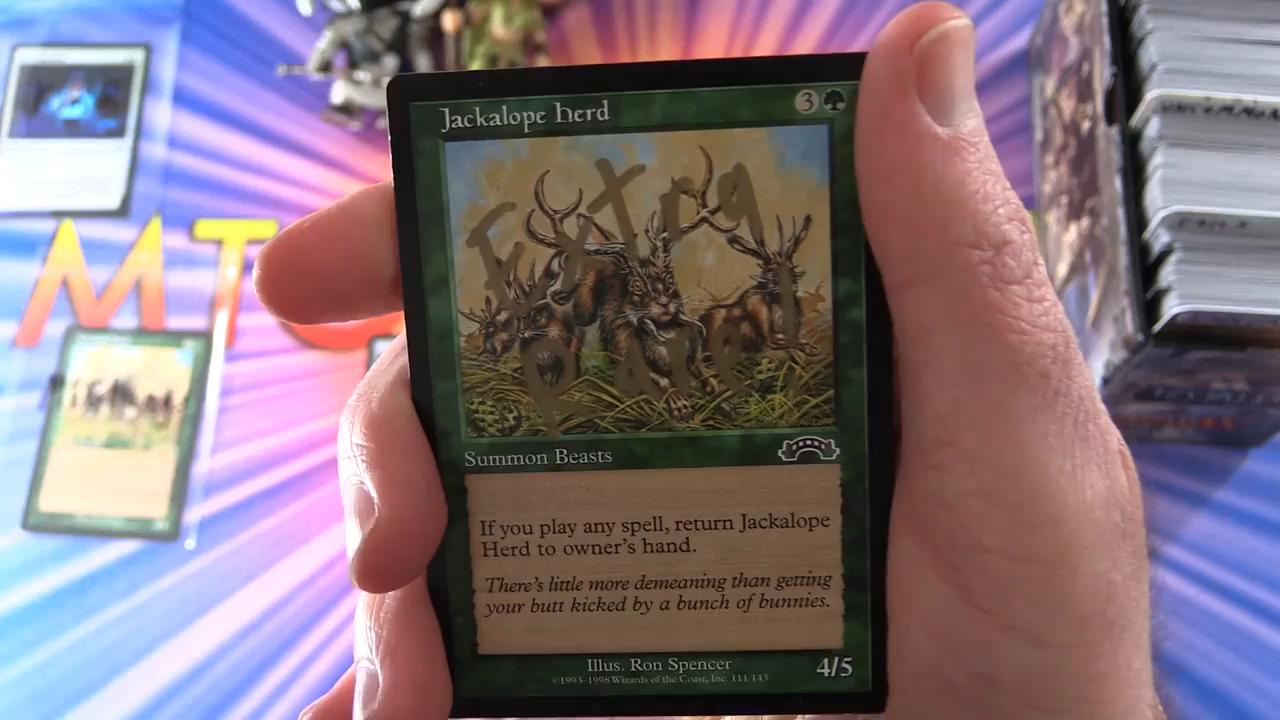 Jackalope Herd
3
Extra
Summon Beasts
If you play any spell, return Jackalope
Herd to owner's hand.
There's little more demeaning than getting
your butt kicked by a bunch of bunnies.
Illus. Ron Spencer
4/5
©1993-1998 Wizards of the Coast, Inc. 111/143
MT